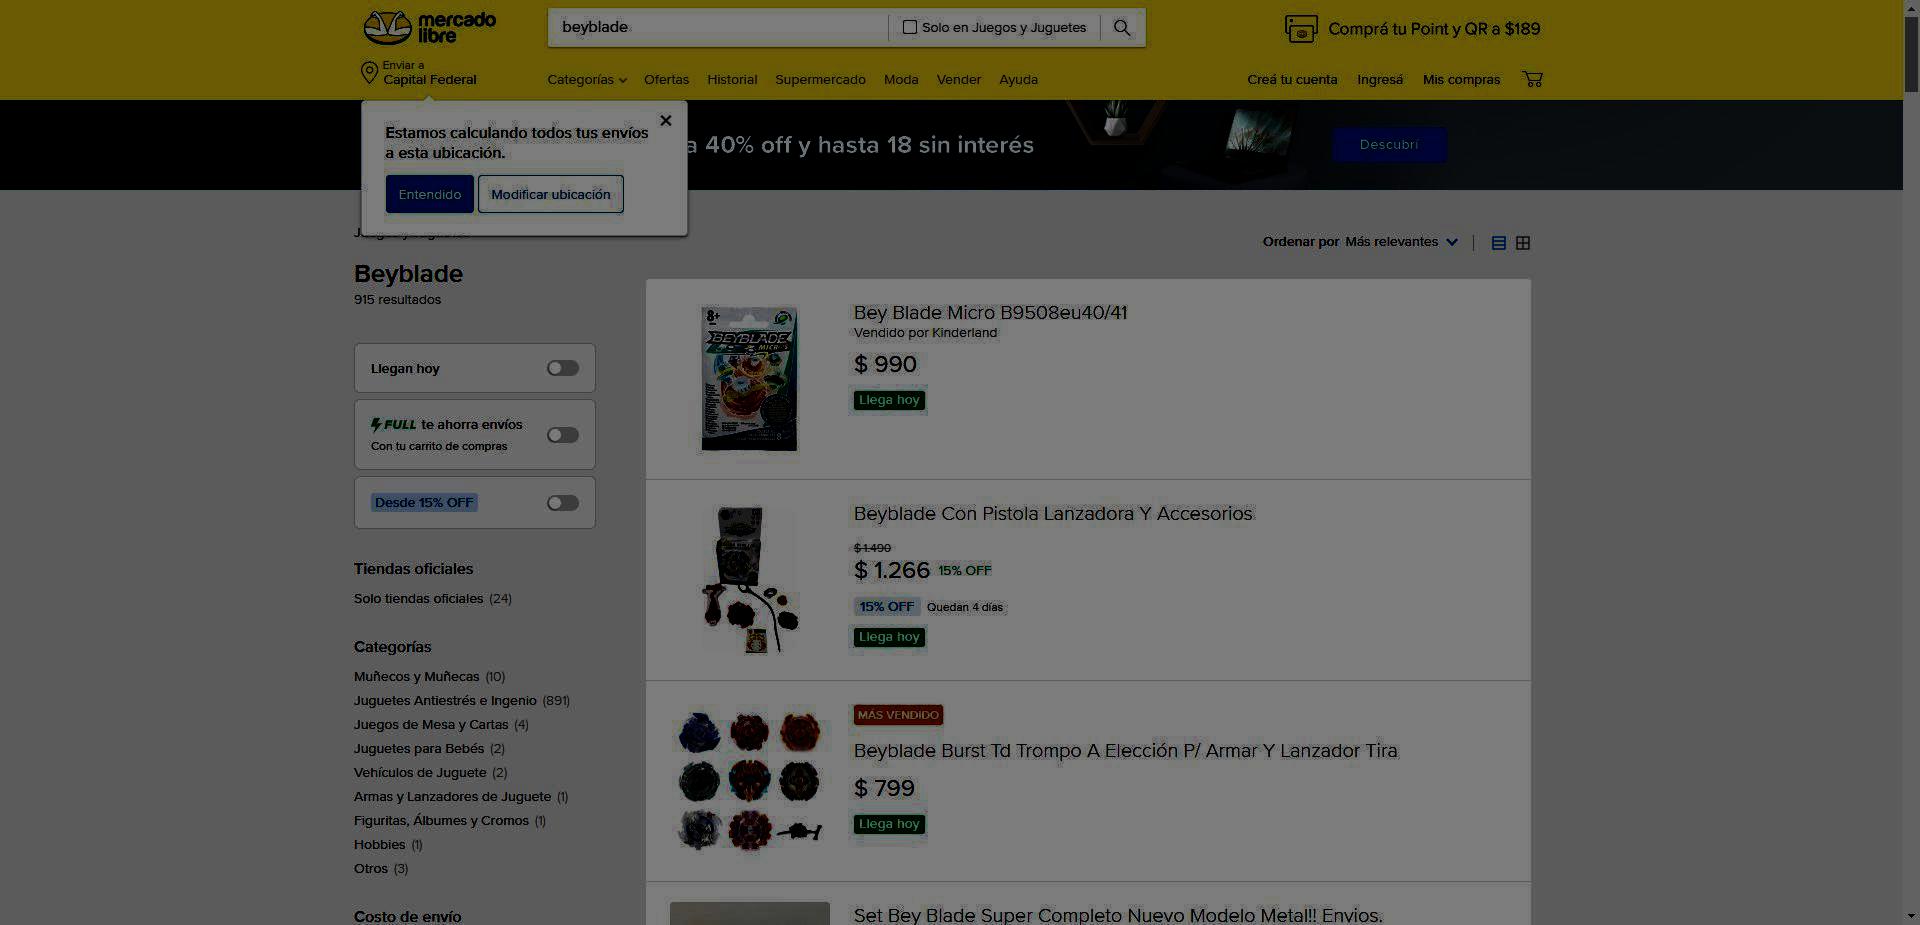 mercado libre
beyblade
Solo en Juegos y Juguetes
Comprá tu Point y QR a $189
Enviar a
Capital Federal
Categorías
Ofertas
Historial
Supermercado
Moda
Vender
Ayuda
Creá tu cuenta
Ingresá
Mis compras
Estamos calculando todos tus envíos
a esta ubicación.
Entendido
Modificar ubicación
a 40% off y hasta 18 sin interés
Descubrí
Ordenar por Más relevantes
Beyblade
915 resultados
Llegan hoy
FULL te ahorra envíos
Con tu carrito de compras
Desde 15% OFF
Tiendas oficiales
Solo tiendas oficiales (24)
Categorías
Muñecos y Muñecas (10)
Juguetes Antiestrés e Ingenio (891)
Juegos de Mesa y Cartas (4)
Juguetes para Bebés (2)
Vehículos de Juguete (2)
Armas y Lanzadores de Juguete (1)
Figuritas, Álbumes y Cromos (1)
Hobbies (1)
Otros (3)
Costo de envío
8+
BEYBLADE
MICROS
Bey Blade Micro B9508eu40/41
Vendido por Kinderland
$ 990
Llega hoy
Beyblade Con Pistola Lanzadora Y Accesorios
$ 1.490
$ 1.266 15% OFF
15% OFF Quedan 4 días
Llega hoy
MÁS VENDIDO
Beyblade Burst Td Trompo A Elección P/ Armar Y Lanzador Tira
$ 799
Llega hoy
Set Bey Blade Super Completo Nuevo Modelo Metal!! Envios.